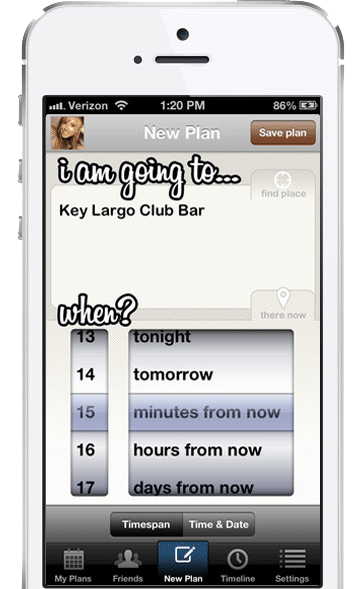 Verizon 1:20 PM 86%
New Plan Save plan
i am going to...
find place
Key Largo Club Bar
when?
there now
13 tonight
14 tomorrow
15 minutes from now
16 hours from now
17 days from now
Timespan Time & Date
My Plans Friends New Plan Timeline Settings